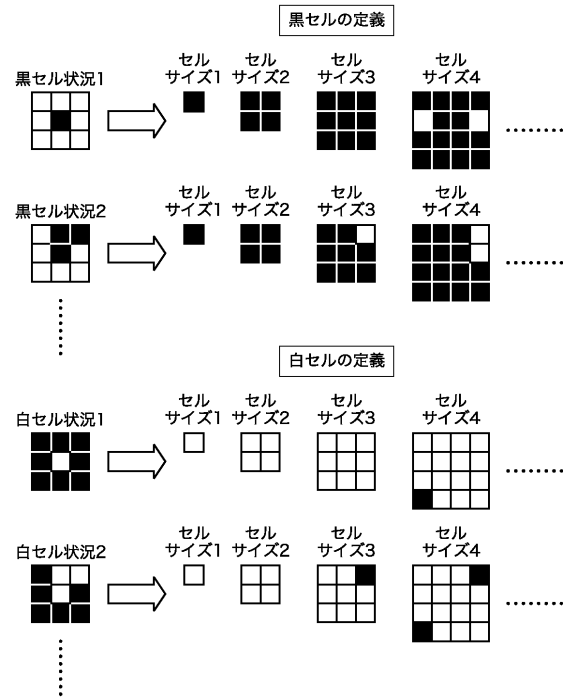 黒セルの定義
黒セル状況1
セル
サイズ1
セル
サイズ2
セル
サイズ3
セル
サイズ4
黒セル状況2
セル
サイズ1
セル
サイズ2
セル
サイズ3
セル
サイズ4
白セルの定義
白セル状況1
セル
サイズ1
セル
サイズ2
セル
サイズ3
セル
サイズ4
白セル状況2
セル
サイズ1
セル
サイズ2
セル
サイズ3
セル
サイズ4